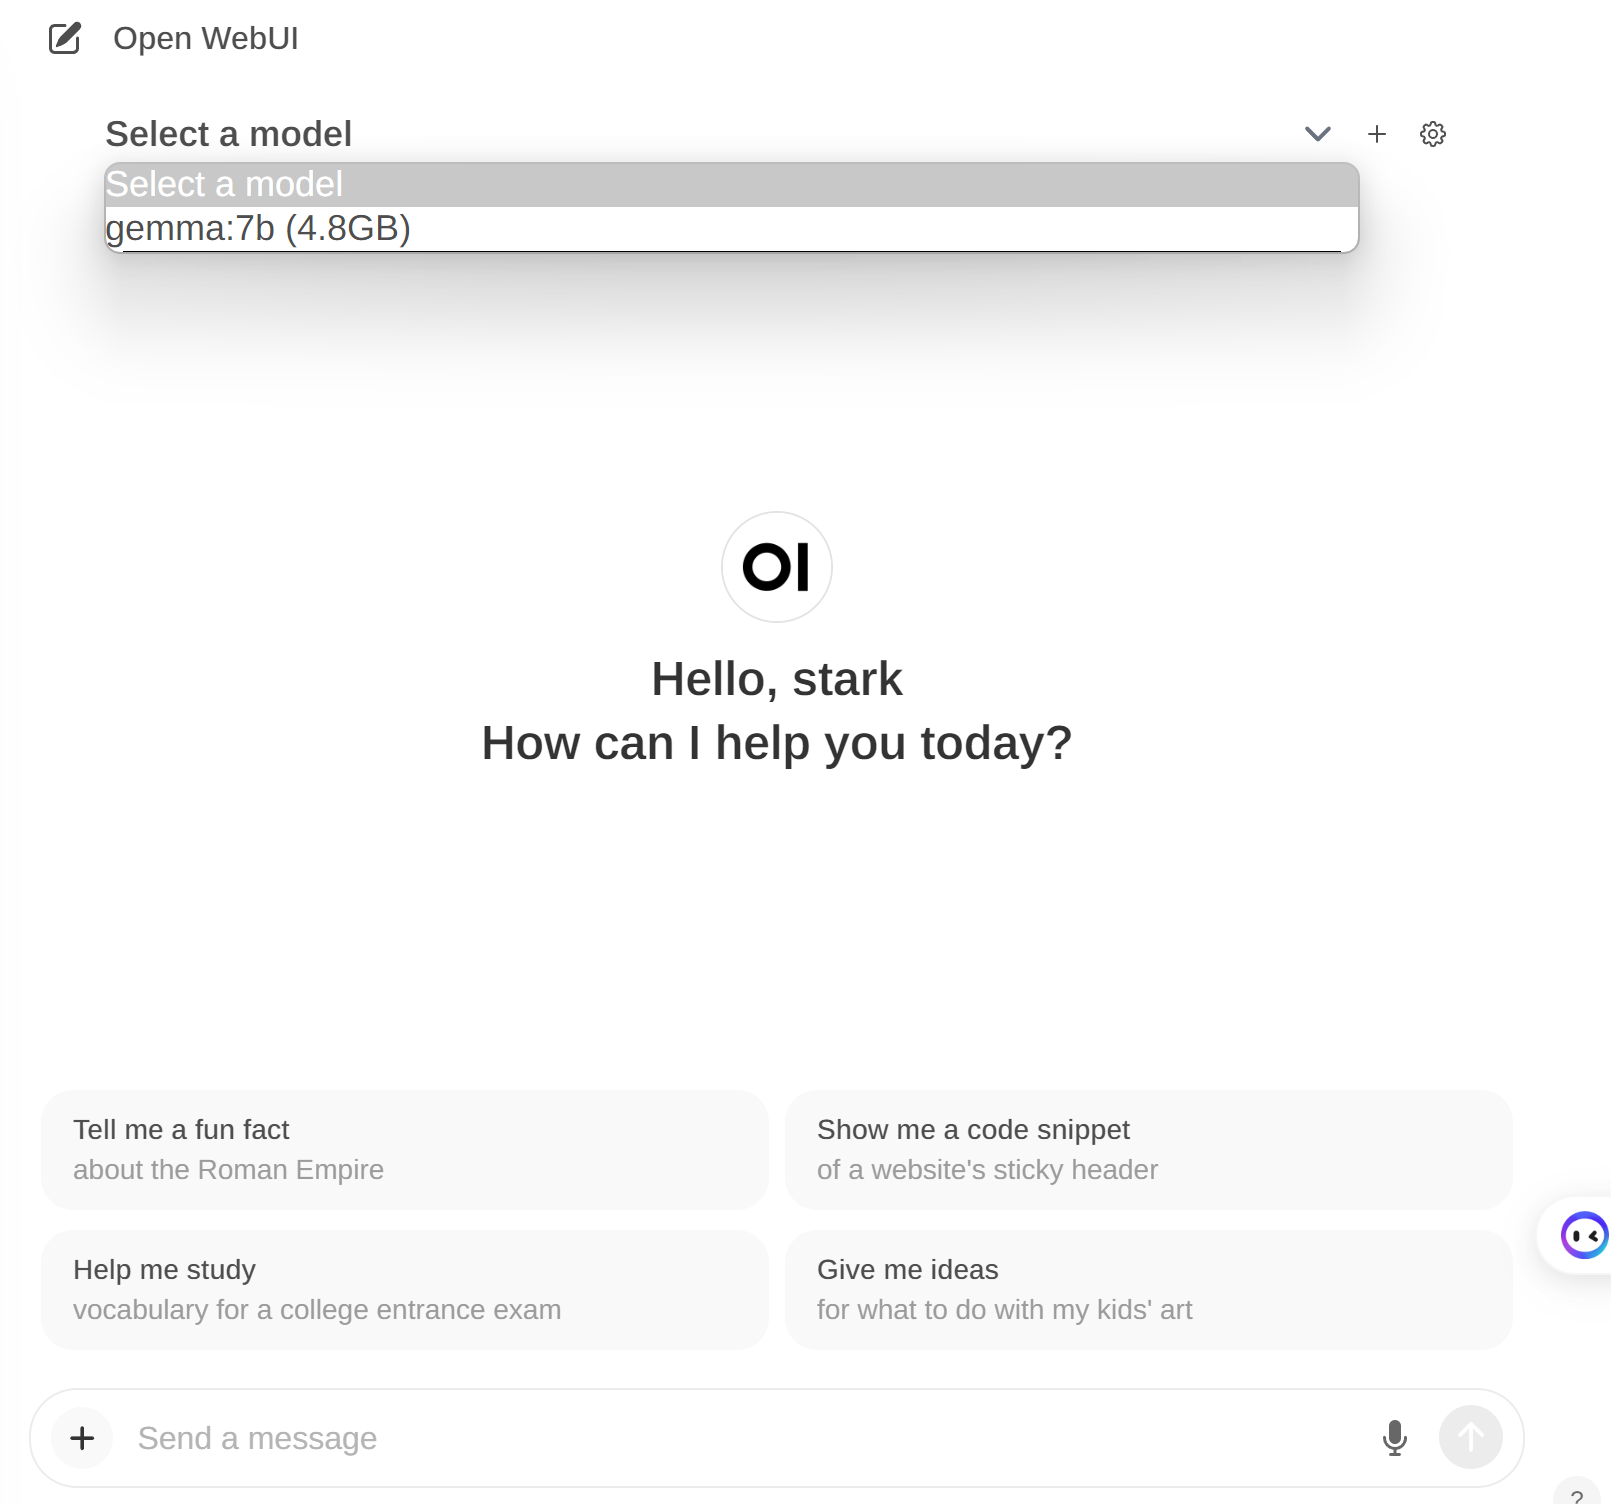 Open WebUI
Select a model
Select a model
gemma:7b (4.8GB)
OI
Hello, stark
How can I help you today?
Tell me a fun fact
about the Roman Empire
Show me a code snippet
of a website's sticky header
Help me study
vocabulary for a college entrance exam
Give me ideas
for what to do with my kids' art
Send a message
?